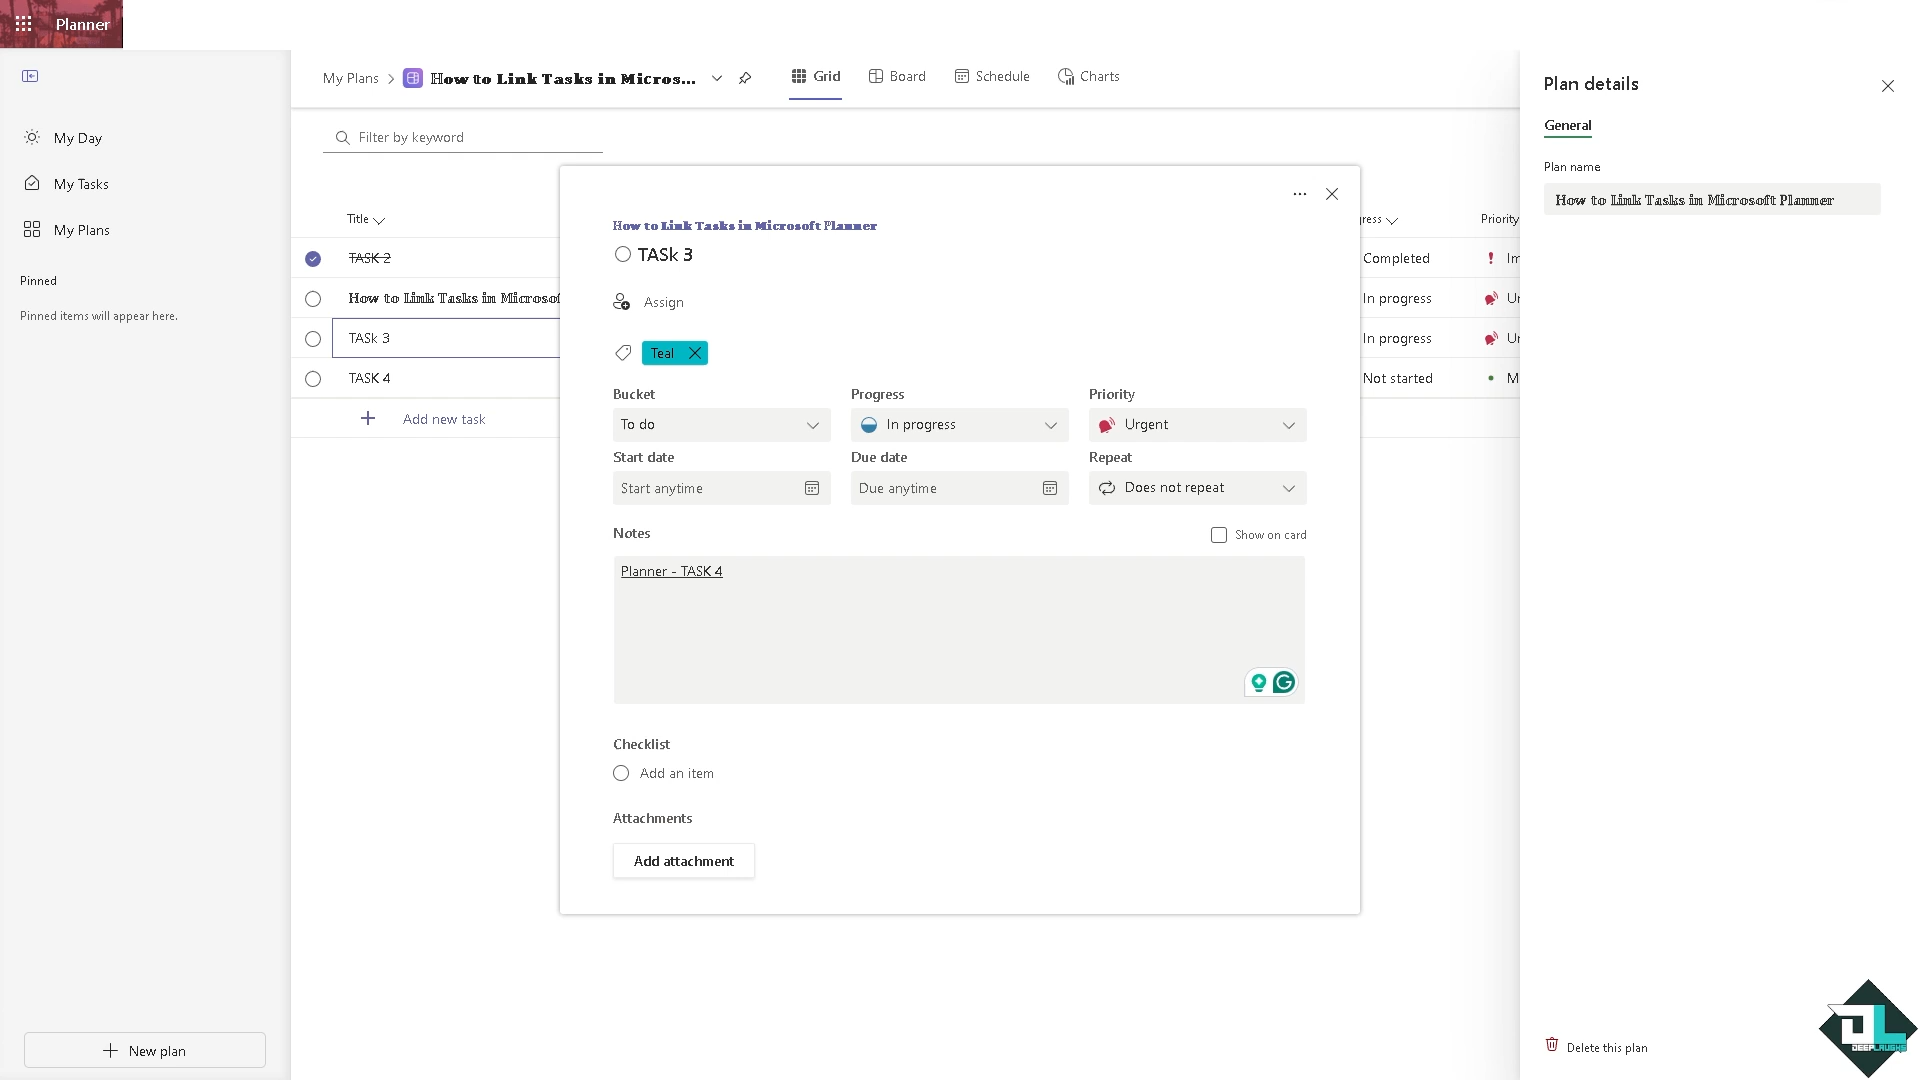 Planner
My Plans
How to Link Tasks in Micros...
Grid
Board
Schedule
Charts
Plan details
General
Plan name
How to Link Tasks in Microsoft Planner
Filter by keyword
My Day
My Tasks
My Plans
Pinned
Pinned items will appear here.
Title
Priority
TASK 2
Completed
How to Link Tasks in Microsof
In progress
TASk 3
In progress
TASK 4
Not started
Add new task
How to Link Tasks in Microsoft Planner
TASk 3
Assign
Teal
Bucket
Progress
Priority
To do
In progress
Urgent
Start date
Due date
Repeat
Start anytime
Due anytime
Does not repeat
Notes
Show on card
Planner - TASK 4
Checklist
Add an item
Attachments
Add attachment
New plan
Delete this plan
DEEPLAUGHS